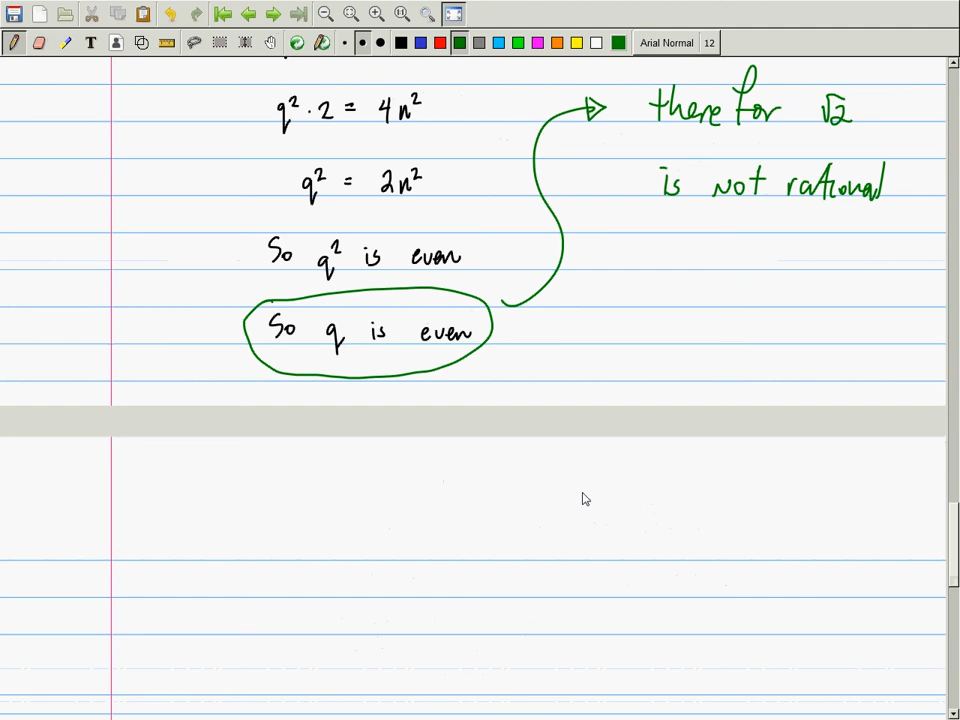 Arial Normal 12
q² · 2 = 4n²
q² = 2n²
So q² is even
So q is even
there for √2
is not rational